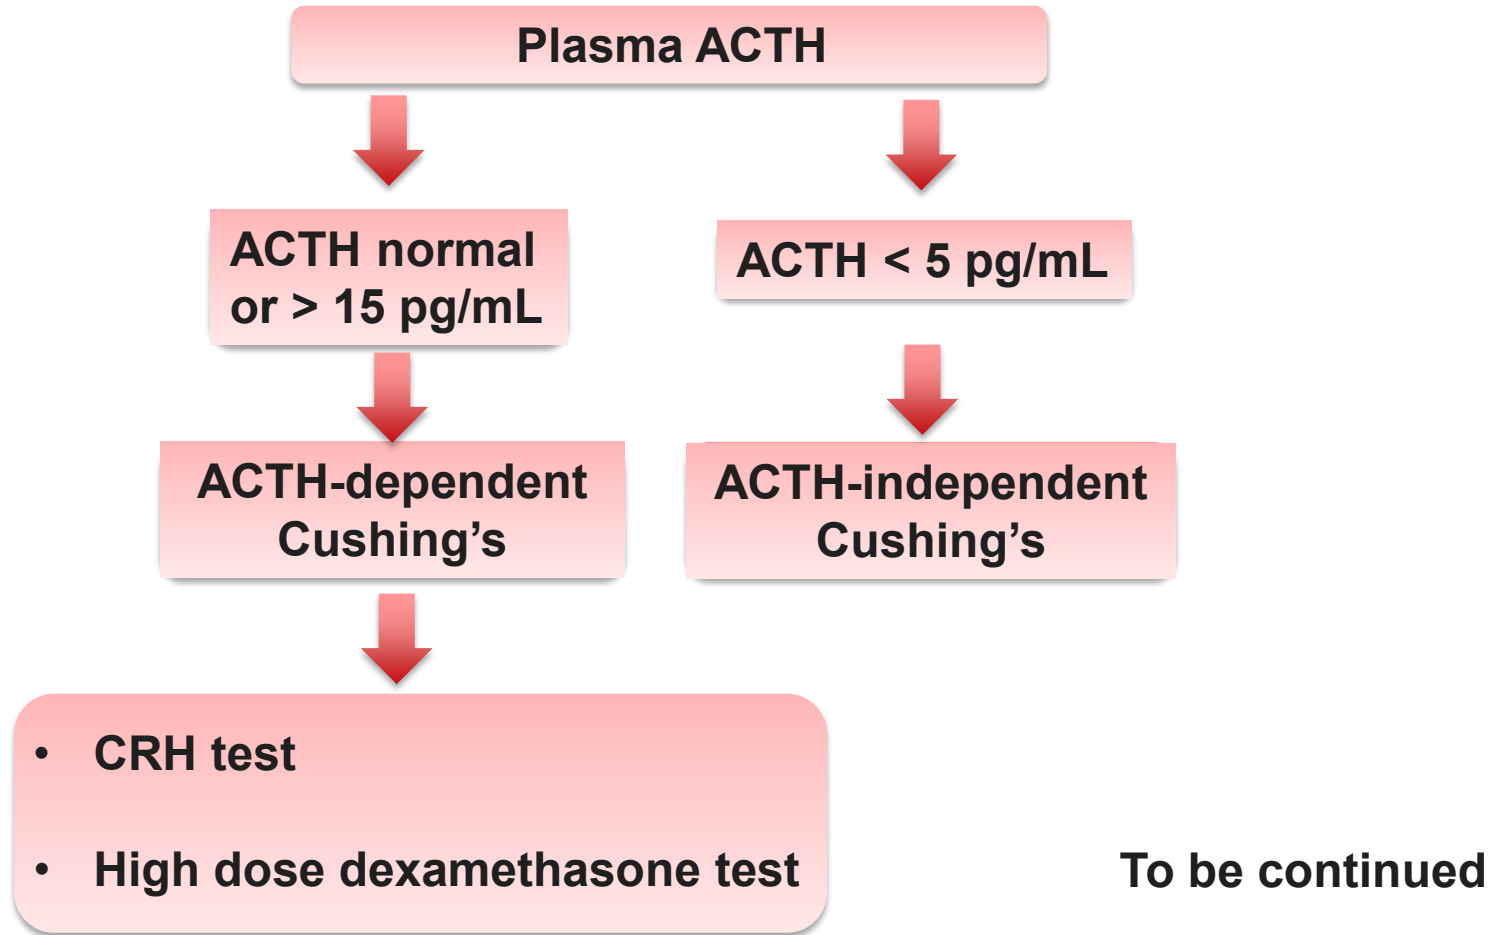 Plasma ACTH
ACTH normal
or > 15 pg/mL
ACTH < 5 pg/mL
ACTH-dependent
Cushing’s
ACTH-independent
Cushing’s
• CRH test
• High dose dexamethasone test
To be continued